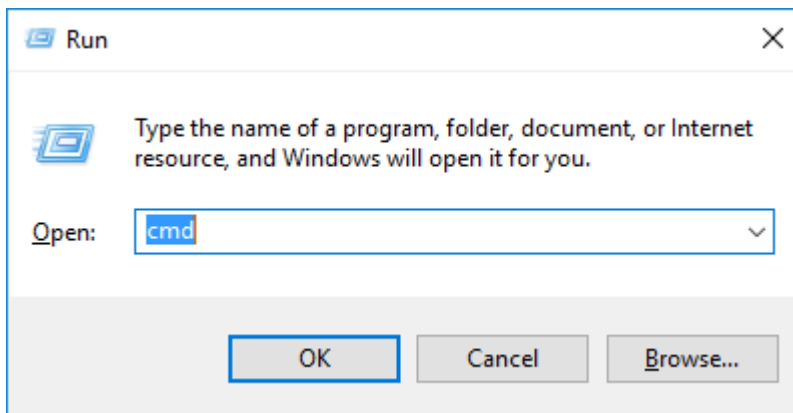 Run
Type the name of a program, folder, document, or Internet
resource, and Windows will open it for you.
Open: cmd
OK Cancel Browse...